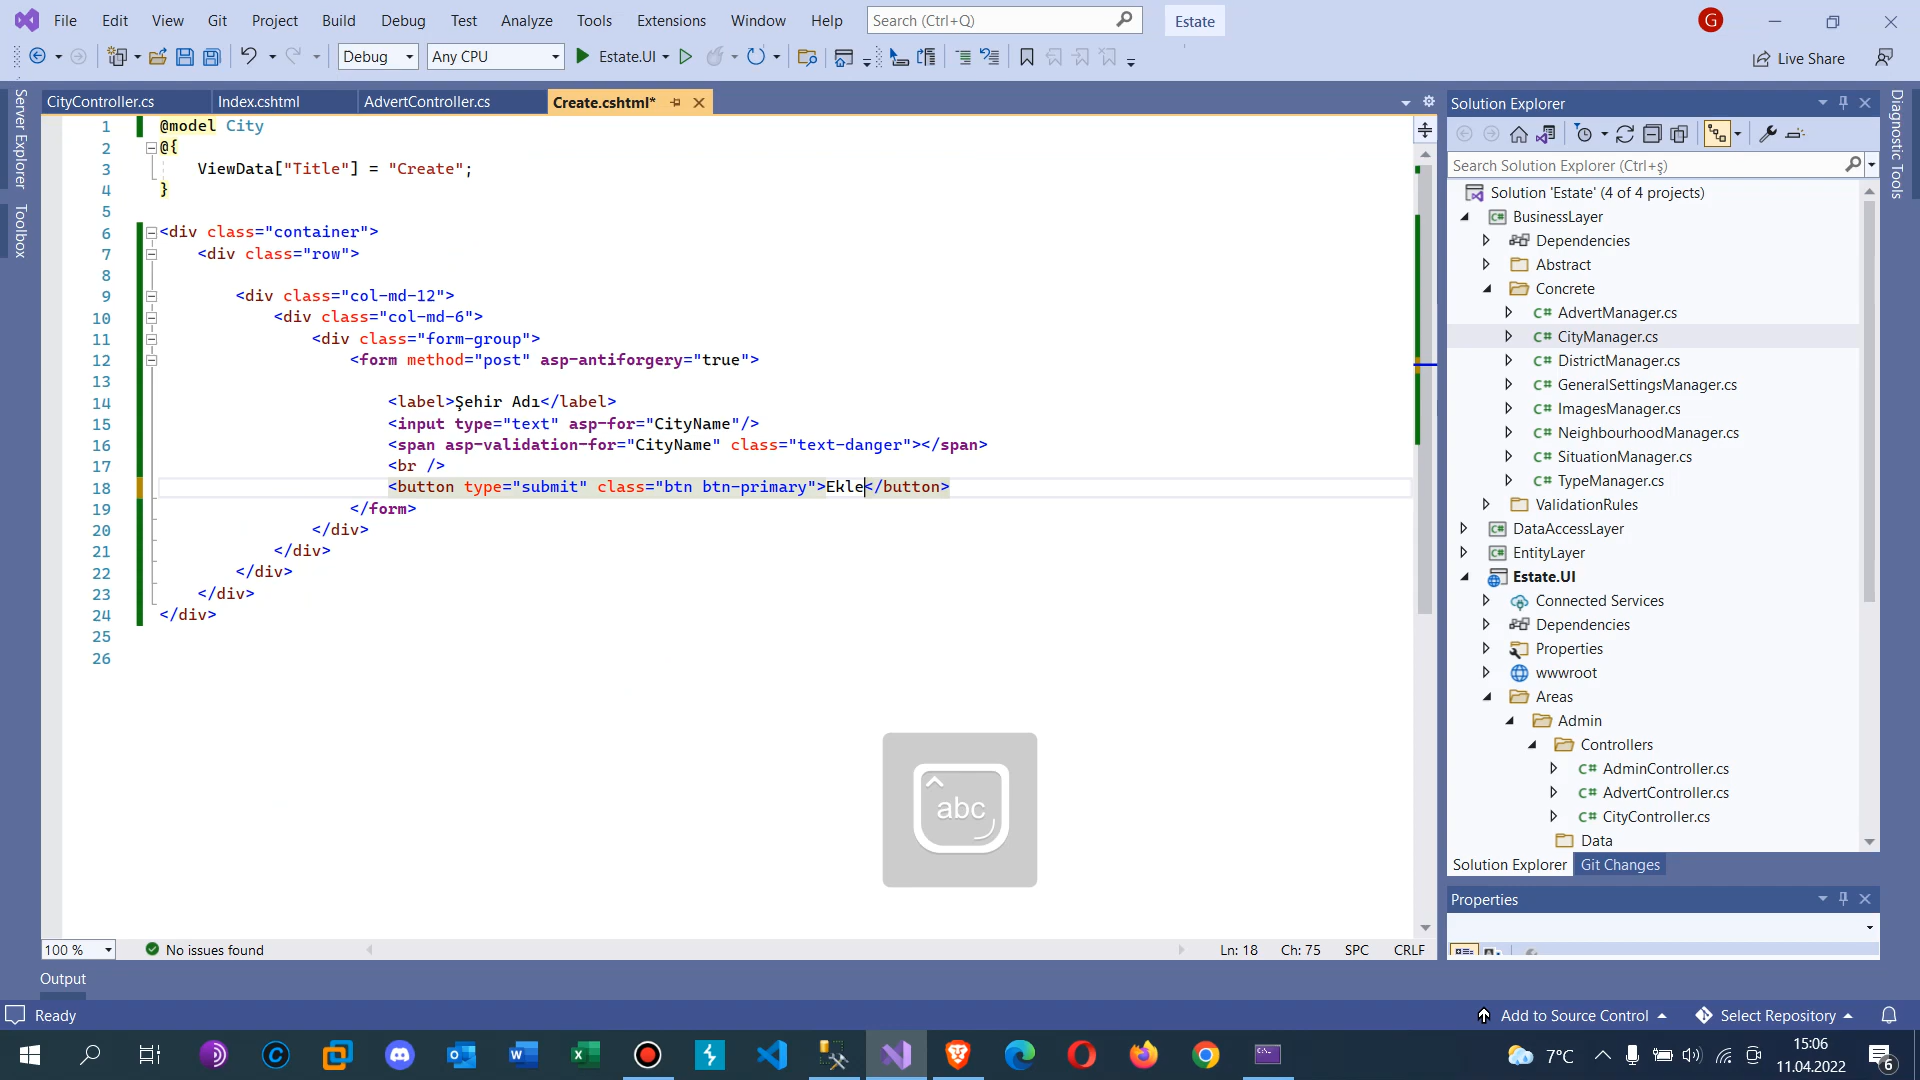 File Edit View Git Project Build Debug Test Analyze Tools Extensions Window Help Search (Ctrl+Q) Estate G
Debug Any CPU Estate.UI Live Share
Server Explorer
Toolbox
CityController.cs Index.cshtml AdvertController.cs Create.cshtml*
1 @model City
2 @{
3 ViewData["Title"] = "Create";
4 }
5
6 <div class="container">
7 <div class="row">
8
9 <div class="col-md-12">
10 <div class="col-md-6">
11 <div class="form-group">
12 <form method="post" asp-antiforgery="true">
13
14 <label>Şehir Adı</label>
15 <input type="text" asp-for="CityName"/>
16 <span asp-validation-for="CityName" class="text-danger"></span>
17 <br />
18 <button type="submit" class="btn btn-primary">Ekle</button>
19 </form>
20 </div>
21 </div>
22 </div>
23 </div>
24 </div>
25
26
abc
100 % No issues found Ln: 18 Ch: 75 SPC CRLF
Output
Solution Explorer
Search Solution Explorer (Ctrl+ş)
Solution 'Estate' (4 of 4 projects)
C# BusinessLayer
Dependencies
Abstract
Concrete
C# AdvertManager.cs
C# CityManager.cs
C# DistrictManager.cs
C# GeneralSettingsManager.cs
C# ImagesManager.cs
C# NeighbourhoodManager.cs
C# SituationManager.cs
C# TypeManager.cs
ValidationRules
C# DataAccessLayer
C# EntityLayer
Estate.UI
Connected Services
Dependencies
Properties
wwwroot
Areas
Admin
Controllers
C# AdminController.cs
C# AdvertController.cs
C# CityController.cs
Data
Solution Explorer Git Changes
Properties
Diagnostic Tools
Ready Add to Source Control Select Repository
7°C 15:06
11.04.2022 6